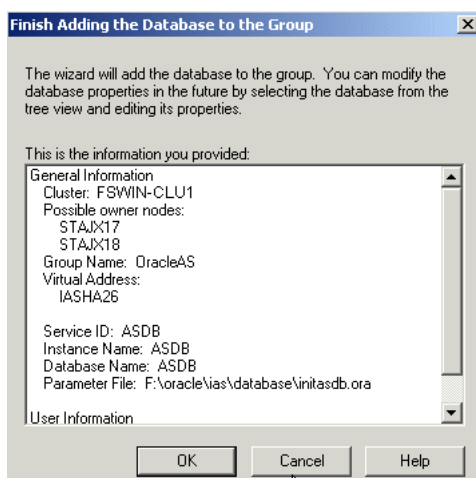 Finish Adding the Database to the Group
The wizard will add the database to the group. You can modify the
database properties in the future by selecting the database from the
tree view and editing its properties.
This is the information you provided:
General Information
Cluster: FSWIN-CLU1
Possible owner nodes:
STAJX17
STAJX18
Group Name: OracleAS
Virtual Address:
IASHA26
Service ID: ASDB
Instance Name: ASDB
Database Name: ASDB
Parameter File: F:\oracle\ias\database\initasdb.ora
User Information
OK Cancel Help